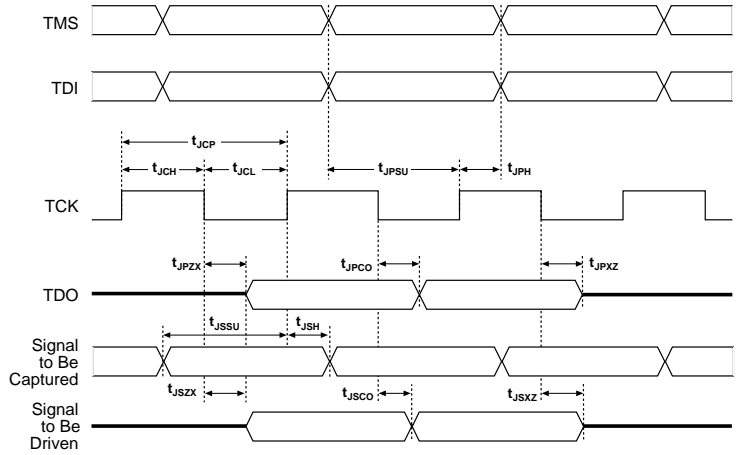 TMS
TDI
tJCP
tJCH
tJCL
tJPSU
tJPH
TCK
tJPZX
tJPCO
tJPXZ
TDO
tJSSU
tJSH
Signal
to Be
Captured
tJSZX
tJSCO
tJSXZ
Signal
to Be
Driven